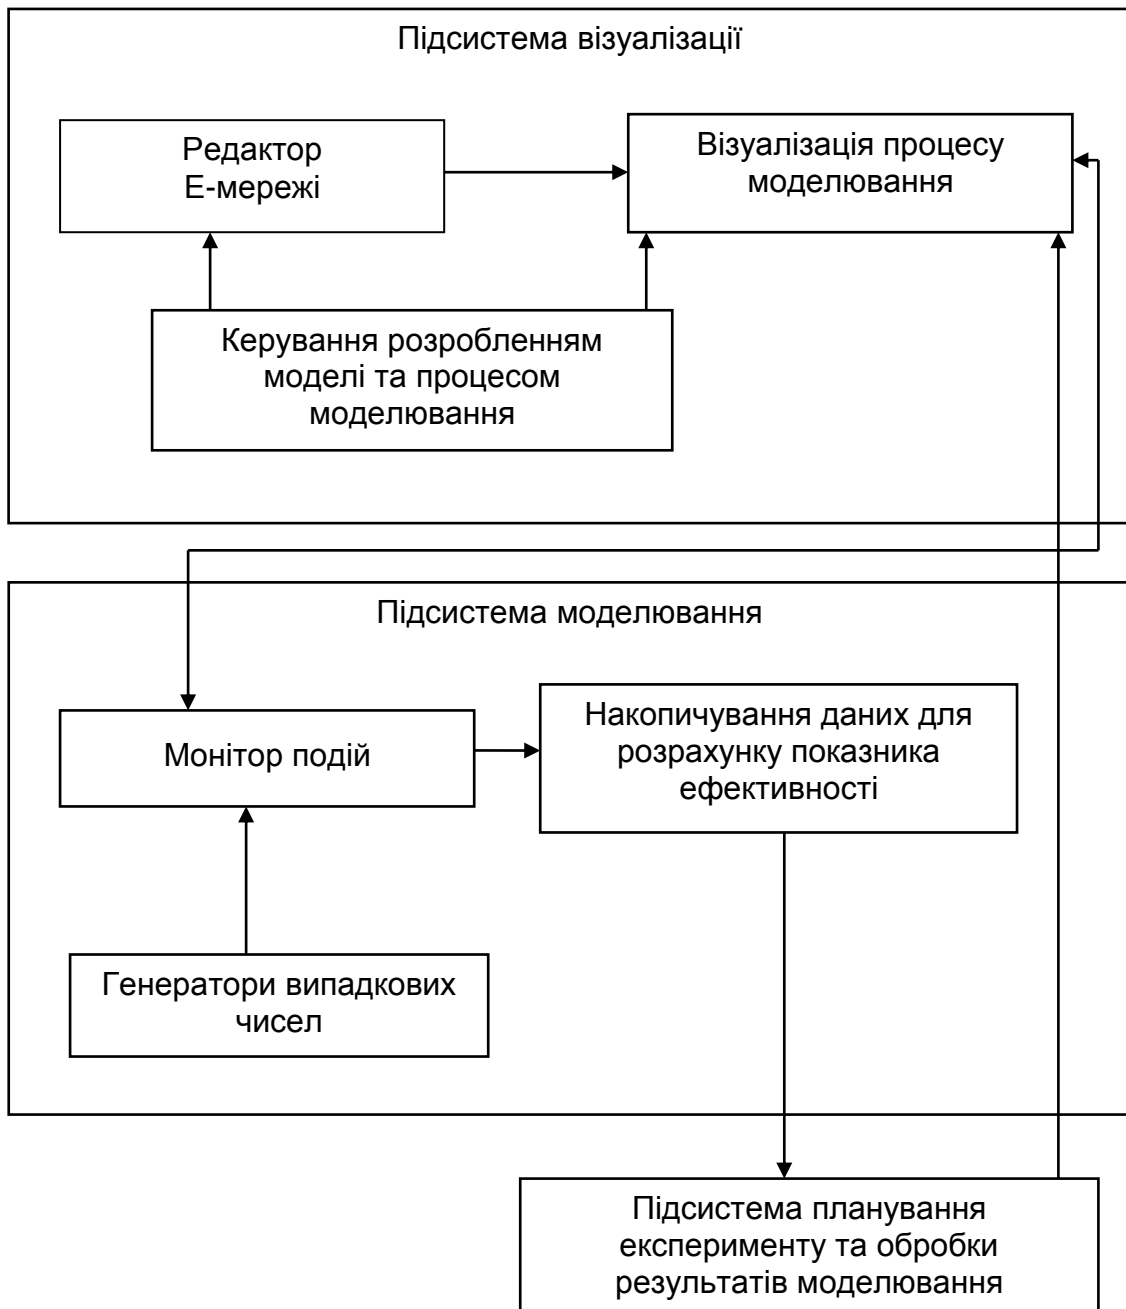 Підсистема візуалізації
Редактор
Е-мережі
Візуалізація процесу
моделювання
Керування розробленням
моделі та процесом
моделювання
Підсистема моделювання
Монітор подій
Накопичування даних для
розрахунку показника
ефективності
Генератори випадкових
чисел
Підсистема планування
експерименту та обробки
результатів моделювання